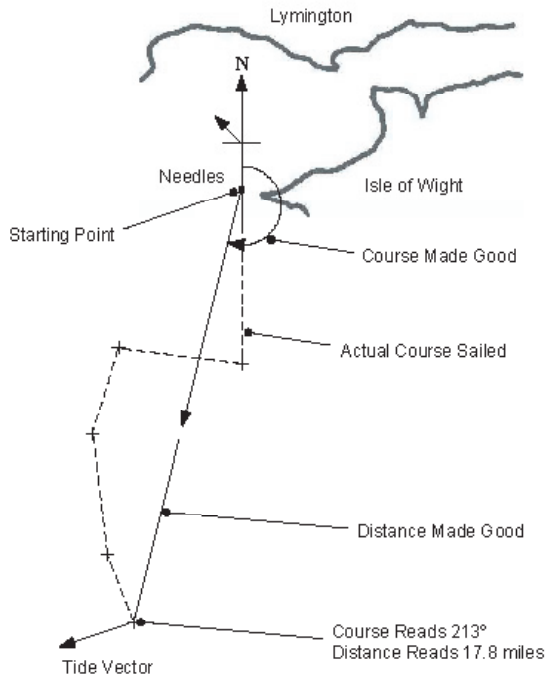 Lymington
N
Needles
Isle of Wight
Starting Point
Course Made Good
Actual Course Sailed
Distance Made Good
Course Reads 213º
Distance Reads 17.8 miles
Tide Vector